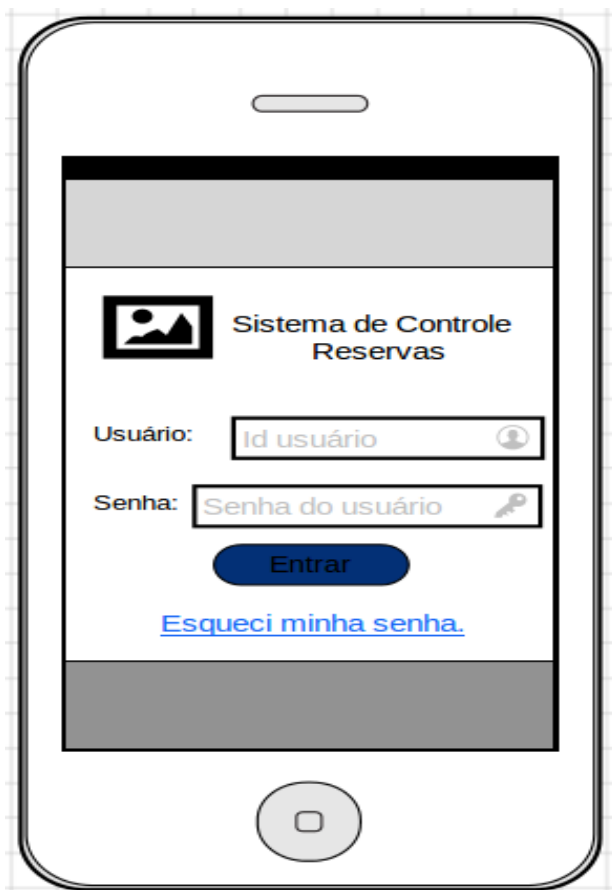 Sistema de Controle
Reservas
Usuário: Id usuário
Senha: Senha do usuário
Entrar
Esqueci minha senha.